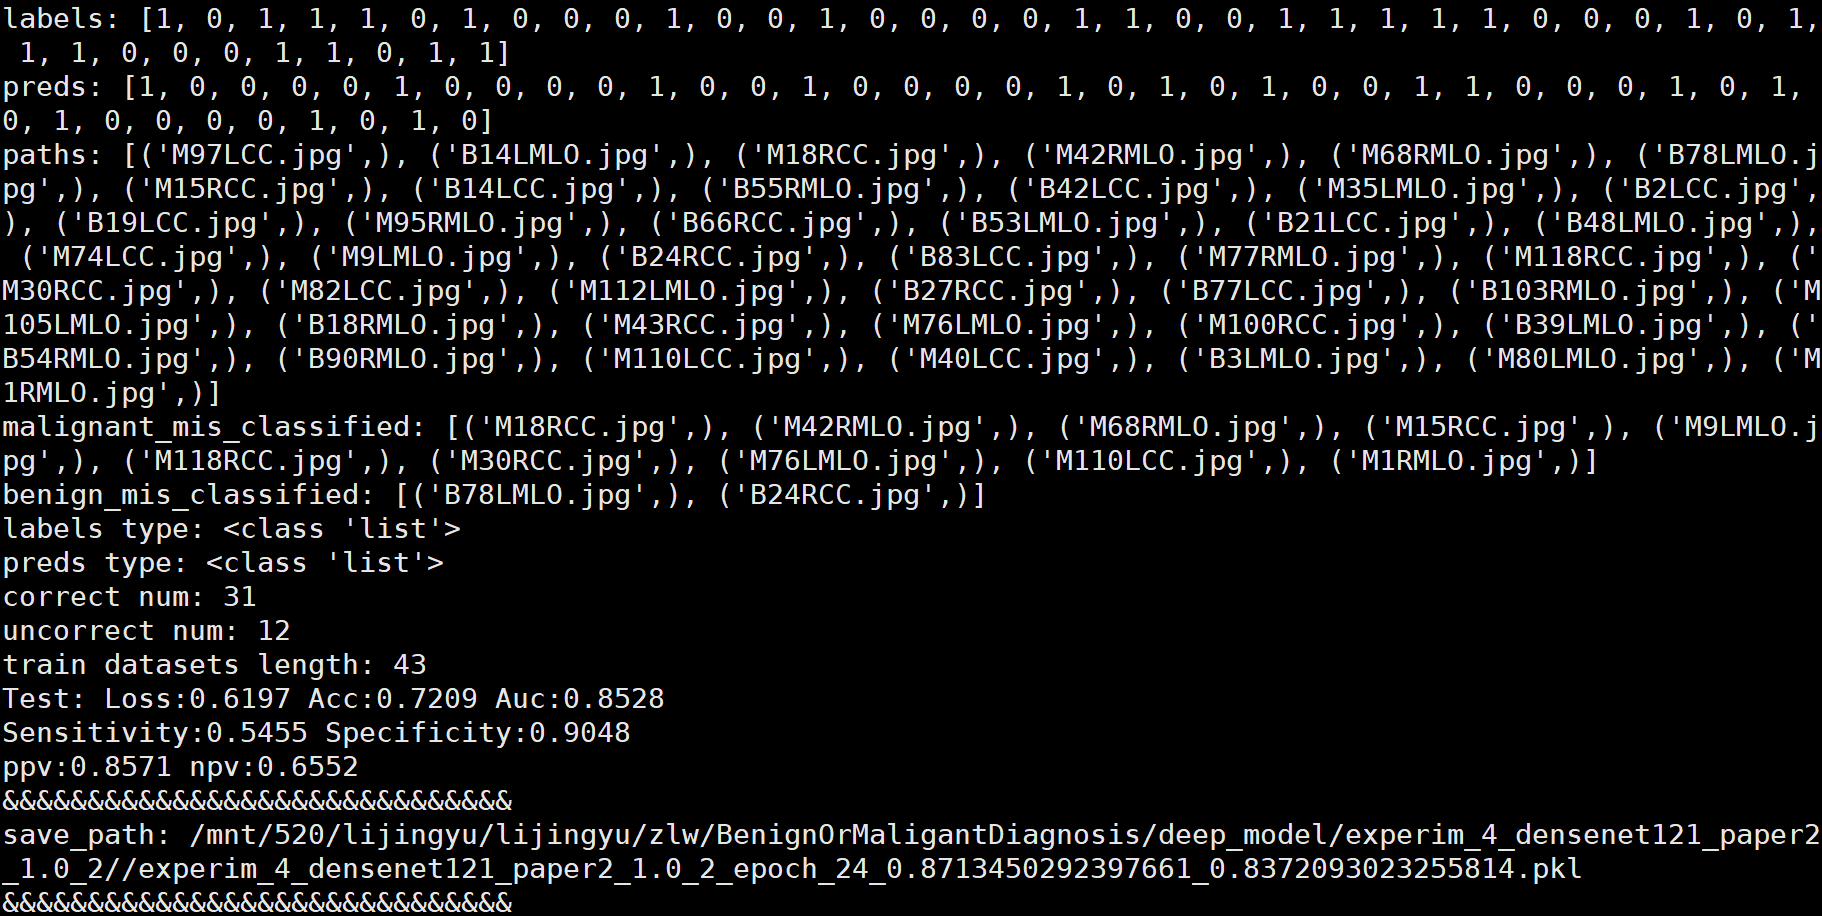 labels: [1, 0, 1, 1, 1, 0, 1, 0, 0, 0, 1, 0, 0, 1, 0, 0, 0, 0, 1, 1, 0, 0, 1, 1, 1, 1, 1, 0, 0, 0, 1, 0, 1,
 1, 1, 0, 0, 0, 1, 1, 0, 1, 1]
preds: [1, 0, 0, 0, 0, 1, 0, 0, 0, 0, 1, 0, 0, 1, 0, 0, 0, 0, 1, 0, 1, 0, 1, 0, 0, 1, 1, 0, 0, 0, 1, 0, 1,
0, 1, 0, 0, 0, 0, 1, 0, 1, 0]
paths: [('M97LCC.jpg',), ('B14LMLO.jpg',), ('M18RCC.jpg',), ('M42RMLO.jpg',), ('M68RMLO.jpg',), ('B78LMLO.j
pg',), ('M15RCC.jpg',), ('B14LCC.jpg',), ('B55RMLO.jpg',), ('B42LCC.jpg',), ('M35LMLO.jpg',), ('B2LCC.jpg',
), ('B19LCC.jpg',), ('M95RMLO.jpg',), ('B66RCC.jpg',), ('B53LMLO.jpg',), ('B21LCC.jpg',), ('B48LMLO.jpg',),
 ('M74LCC.jpg',), ('M9LMLO.jpg',), ('B24RCC.jpg',), ('B83LCC.jpg',), ('M77RMLO.jpg',), ('M118RCC.jpg',), ('
M30RCC.jpg',), ('M82LCC.jpg',), ('M112LMLO.jpg',), ('B27RCC.jpg',), ('B77LCC.jpg',), ('B103RMLO.jpg',), ('M
105LMLO.jpg',), ('B18RMLO.jpg',), ('M43RCC.jpg',), ('M76LMLO.jpg',), ('M100RCC.jpg',), ('B39LMLO.jpg',), ('
B54RMLO.jpg',), ('B90RMLO.jpg',), ('M110LCC.jpg',), ('M40LCC.jpg',), ('B3LMLO.jpg',), ('M80LMLO.jpg',), ('M
1RMLO.jpg',)]
malignant_mis_classified: [('M18RCC.jpg',), ('M42RMLO.jpg',), ('M68RMLO.jpg',), ('M15RCC.jpg',), ('M9LMLO.j
pg',), ('M118RCC.jpg',), ('M30RCC.jpg',), ('M76LMLO.jpg',), ('M110LCC.jpg',), ('M1RMLO.jpg',)]
benign_mis_classified: [('B78LMLO.jpg',), ('B24RCC.jpg',)]
labels type: <class 'list'>
preds type: <class 'list'>
correct num: 31
uncorrect num: 12
train datasets length: 43
Test: Loss:0.6197 Acc:0.7209 Auc:0.8528
Sensitivity:0.5455 Specificity:0.9048
ppv:0.8571 npv:0.6552
&&&&&&&&&&&&&&&&&&&&&&&&&&&&&&
save_path: /mnt/520/lijingyu/lijingyu/zlw/BenignOrMaligantDiagnosis/deep_model/experim_4_densenet121_paper2
_1.0_2//experim_4_densenet121_paper2_1.0_2_epoch_24_0.8713450292397661_0.8372093023255814.pkl
&&&&&&&&&&&&&&&&&&&&&&&&&&&&&&